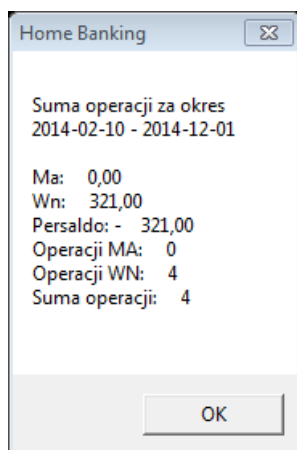 Home Banking
Suma operacji za okres
2014-02-10 - 2014-12-01
Ma: 0,00
Wn: 321,00
Persaldo: - 321,00
Operacji MA: 0
Operacji WN: 4
Suma operacji: 4
OK